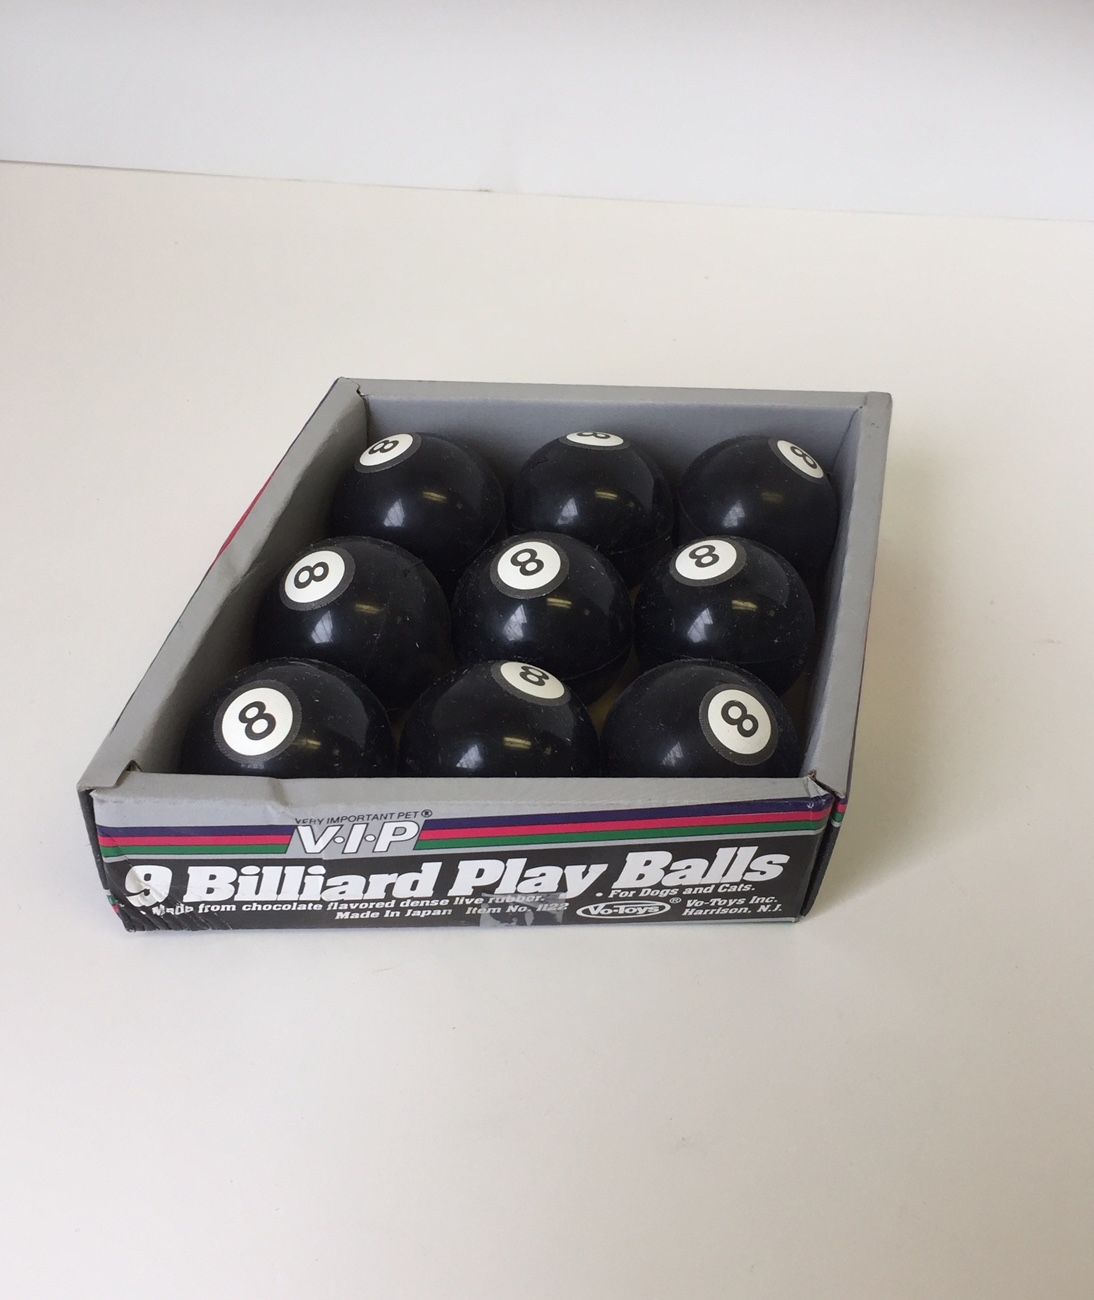 8 8 8
8 8 8
8 8 8
VERY IMPORTANT PET®
V·I·P
9 Billiard Play Balls
• For Dogs and Cats.
• Made from chocolate flavored dense live rubber.
Made In Japan Item No. 1122
Vo-Toys ® Vo-Toys Inc.
Harrison, N.J.